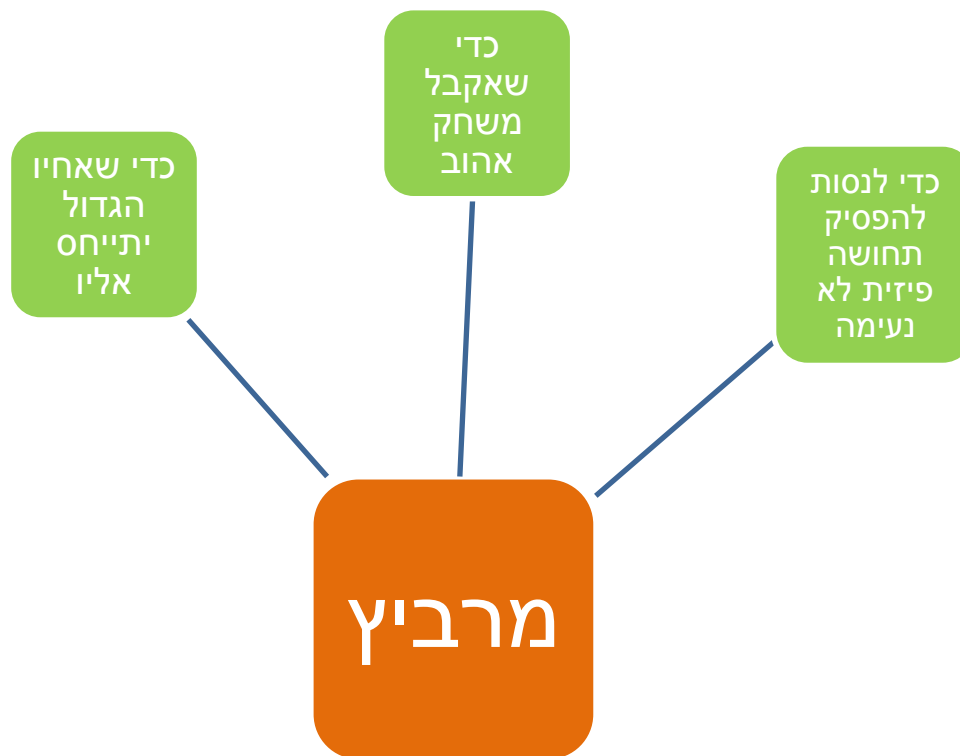 כדי
שאקבל
משחק
אהוב
כדי לנסות
להפסיק
תחושה
פיזית לא
נעימה
כדי שאחיו
הגדול
יתייחס
אליו
מרביץ